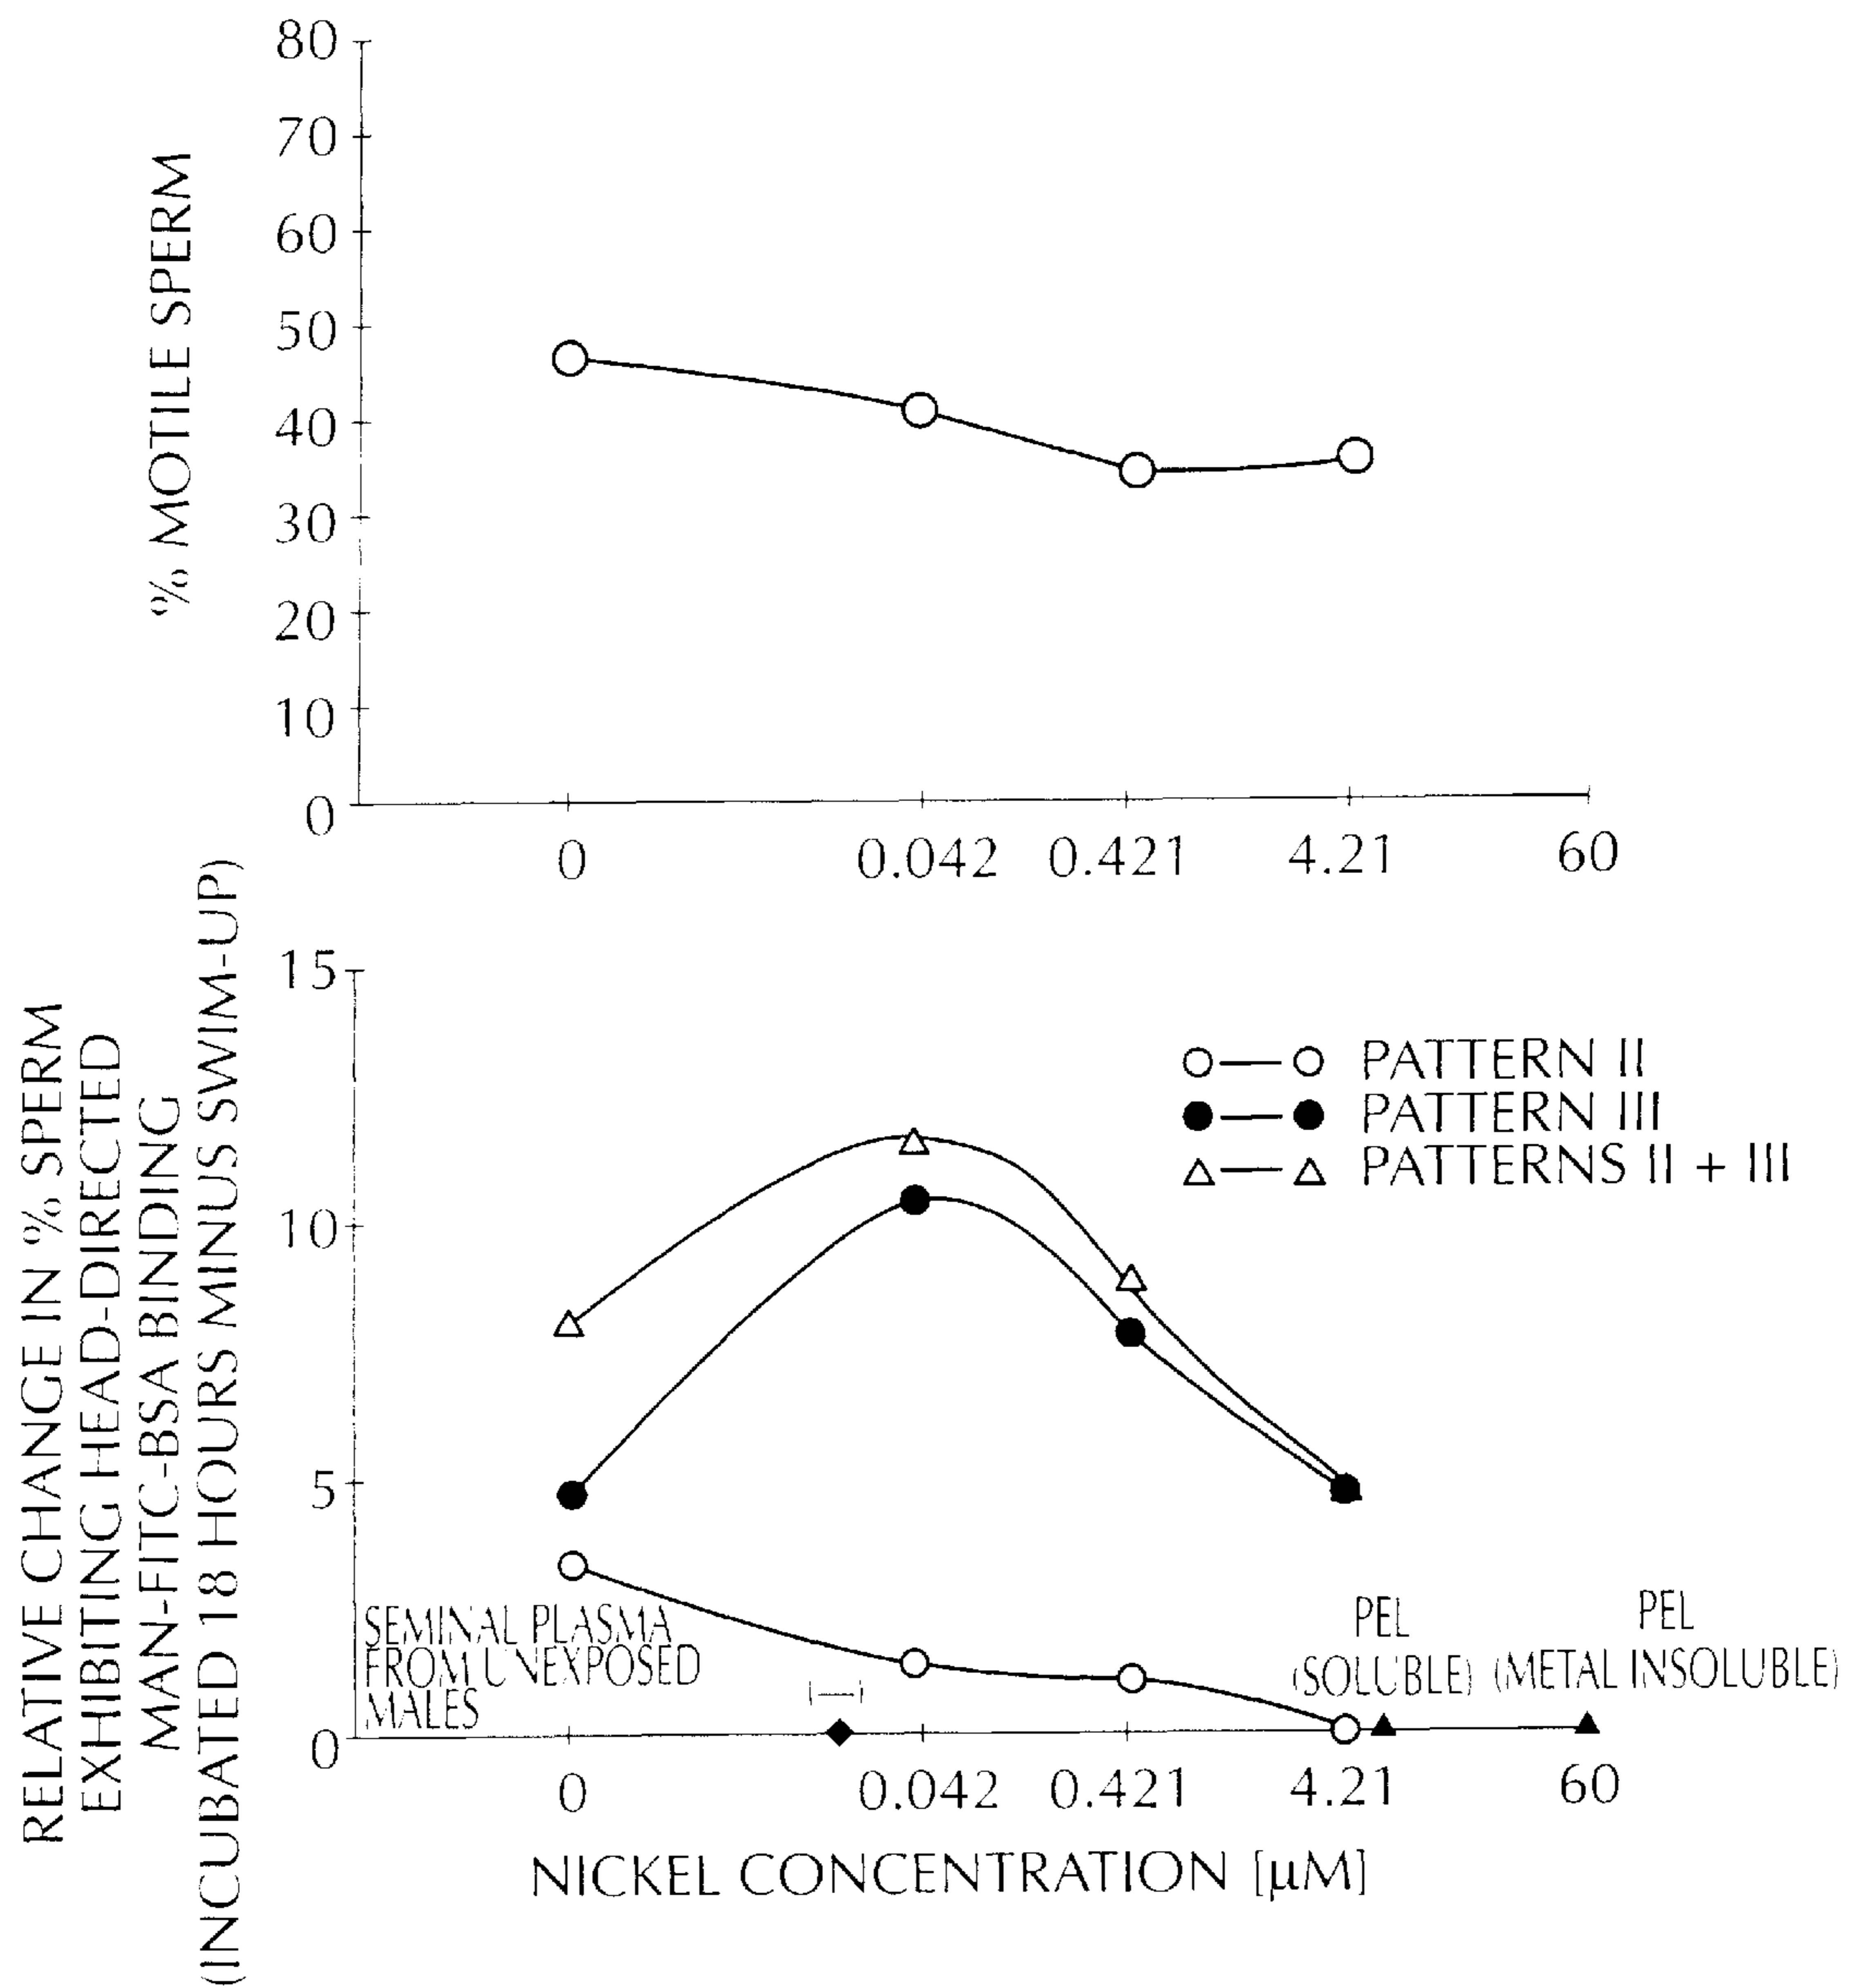 80
70
60
50
40
30
20
10
0
% MOTILE SPERM
0 0.042 0.421 4.21 60
15
10
5
0
RELATIVE CHANGE IN % SPERM
EXHIBITING HEAD-DIRECTED
MAN-FITC-BSA BINDING
(INCUBATED 18 HOURS MINUS SWIM-UP)
PATTERN II
PATTERN III
PATTERNS II + III
SEMINAL PLASMA
FROM UNEXPOSED
MALES
PEL
(SOLUBLE)
PEL
(METAL INSOLUBLE)
0 0.042 0.421 4.21 60
NICKEL CONCENTRATION [μM]